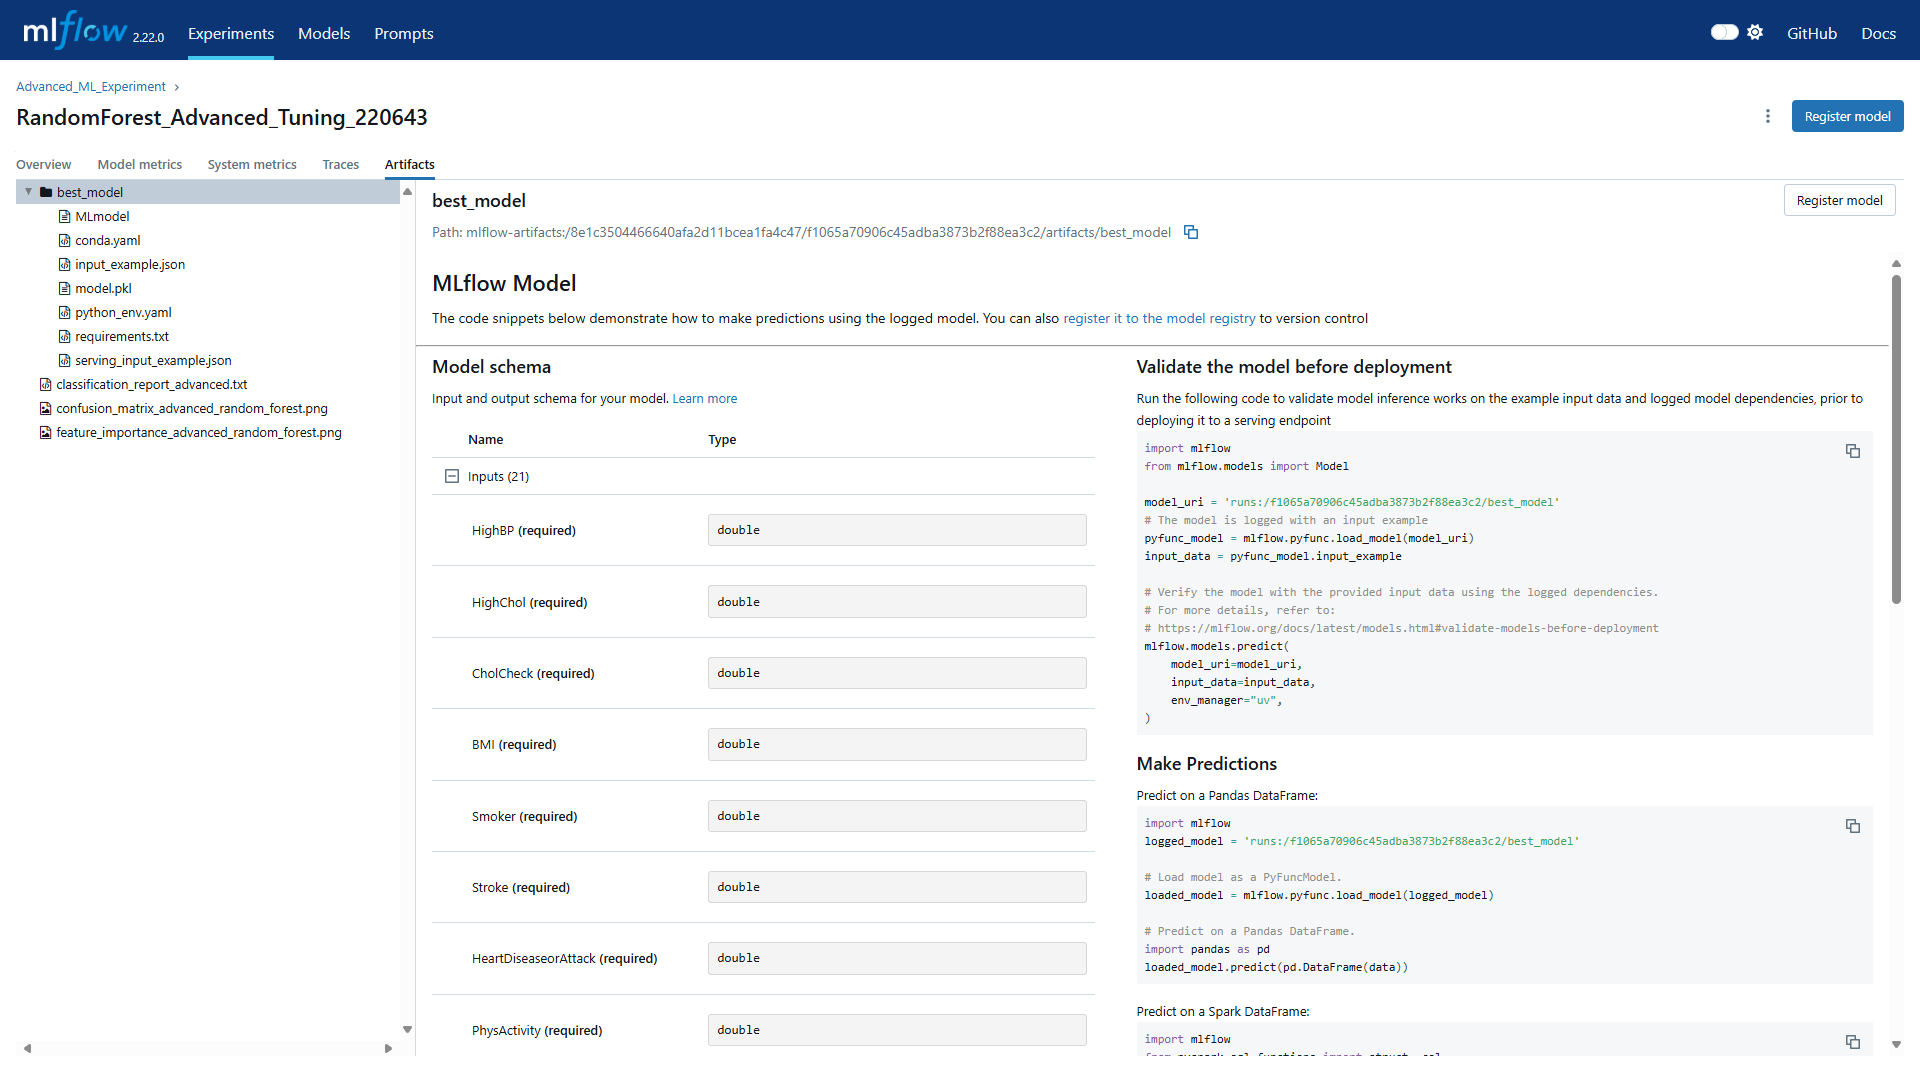 mlflow 2.22.0 Experiments Models Prompts GitHub Docs
Advanced_ML_Experiment
RandomForest_Advanced_Tuning_220643
Register model
Overview Model metrics System metrics Traces Artifacts
best_model
MLmodel
conda.yaml
input_example.json
model.pkl
python_env.yaml
requirements.txt
serving_input_example.json
classification_report_advanced.txt
confusion_matrix_advanced_random_forest.png
feature_importance_advanced_random_forest.png
best_model
Register model
Path: mlflow-artifacts:/8e1c3504466640afa2d11bcea1fa4c47/f1065a70906c45adba3873b2f88ea3c2/artifacts/best_model
MLflow Model
The code snippets below demonstrate how to make predictions using the logged model. You can also register it to the model registry to version control
Model schema
Input and output schema for your model. Learn more
Name Type
Inputs (21)
HighBP (required) double
HighChol (required) double
CholCheck (required) double
BMI (required) double
Smoker (required) double
Stroke (required) double
HeartDiseaseorAttack (required) double
PhysActivity (required) double
Validate the model before deployment
Run the following code to validate model inference works on the example input data and logged model dependencies, prior to
deploying it to a serving endpoint
import mlflow
from mlflow.models import Model
model_uri = 'runs:/f1065a70906c45adba3873b2f88ea3c2/best_model'
# The model is logged with an input example
pyfunc_model = mlflow.pyfunc.load_model(model_uri)
input_data = pyfunc_model.input_example
# Verify the model with the provided input data using the logged dependencies.
# For more details, refer to:
# https://mlflow.org/docs/latest/models.html#validate-models-before-deployment
mlflow.models.predict(
model_uri=model_uri,
input_data=input_data,
env_manager="uv",
)
Make Predictions
Predict on a Pandas DataFrame:
import mlflow
logged_model = 'runs:/f1065a70906c45adba3873b2f88ea3c2/best_model'
# Load model as a PyFuncModel.
loaded_model = mlflow.pyfunc.load_model(logged_model)
# Predict on a Pandas DataFrame.
import pandas as pd
loaded_model.predict(pd.DataFrame(data))
Predict on a Spark DataFrame:
import mlflow